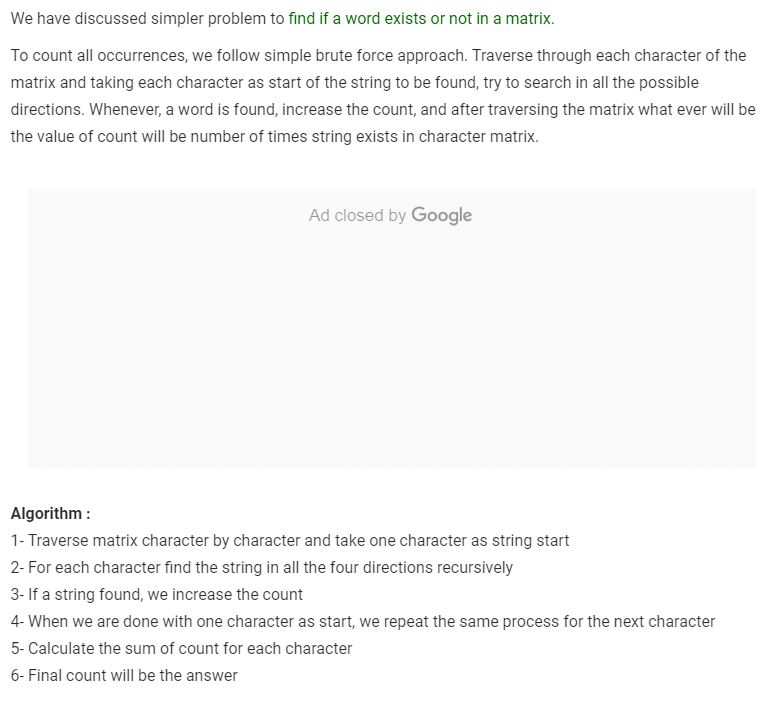 We have discussed simpler problem to find if a word exists or not in a matrix.
To count all occurrences, we follow simple brute force approach. Traverse through each character of the
matrix and taking each character as start of the string to be found, try to search in all the possible
directions. Whenever, a word is found, increase the count, and after traversing the matrix what ever will be
the value of count will be number of times string exists in character matrix.
Ad closed by Google
Algorithm :
1- Traverse matrix character by character and take one character as string start
2- For each character find the string in all the four directions recursively
3- If a string found, we increase the count
4- When we are done with one character as start, we repeat the same process for the next character
5- Calculate the sum of count for each character
6- Final count will be the answer